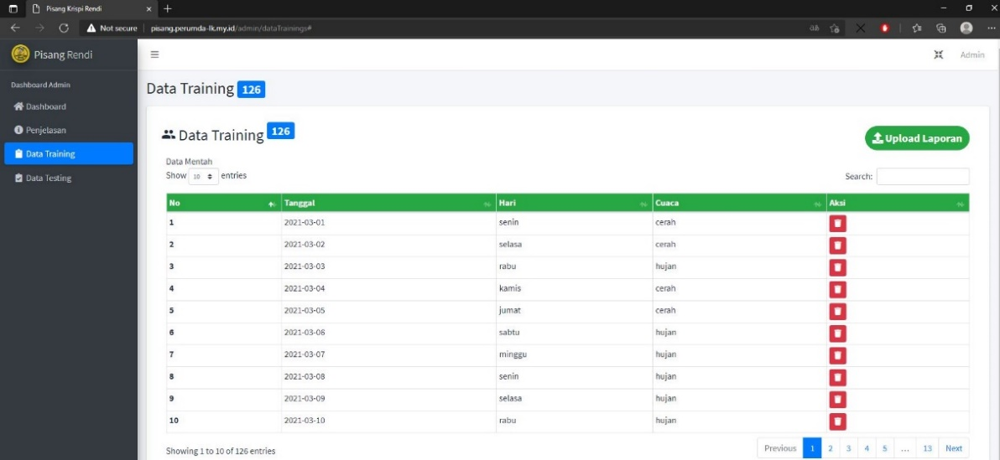 Pisang Krispi Rendi
Not secure | pisang.perumda-lk.my.id/admin/dataTrainings#
Pisang Rendi
Admin
Dashboard Admin
Dashboard
Penjelasan
Data Training
Data Testing
Data Training 126
Data Training 126
Upload Laporan
Data Mentah
Show 10 entries
Search:
No Tanggal Hari Cuaca Aksi
1 2021-03-01 senin cerah
2 2021-03-02 selasa cerah
3 2021-03-03 rabu hujan
4 2021-03-04 kamis cerah
5 2021-03-05 jumat cerah
6 2021-03-06 sabtu hujan
7 2021-03-07 minggu hujan
8 2021-03-08 senin hujan
9 2021-03-09 selasa hujan
10 2021-03-10 rabu hujan
Showing 1 to 10 of 126 entries
Previous 1 2 3 4 5 ... 13 Next